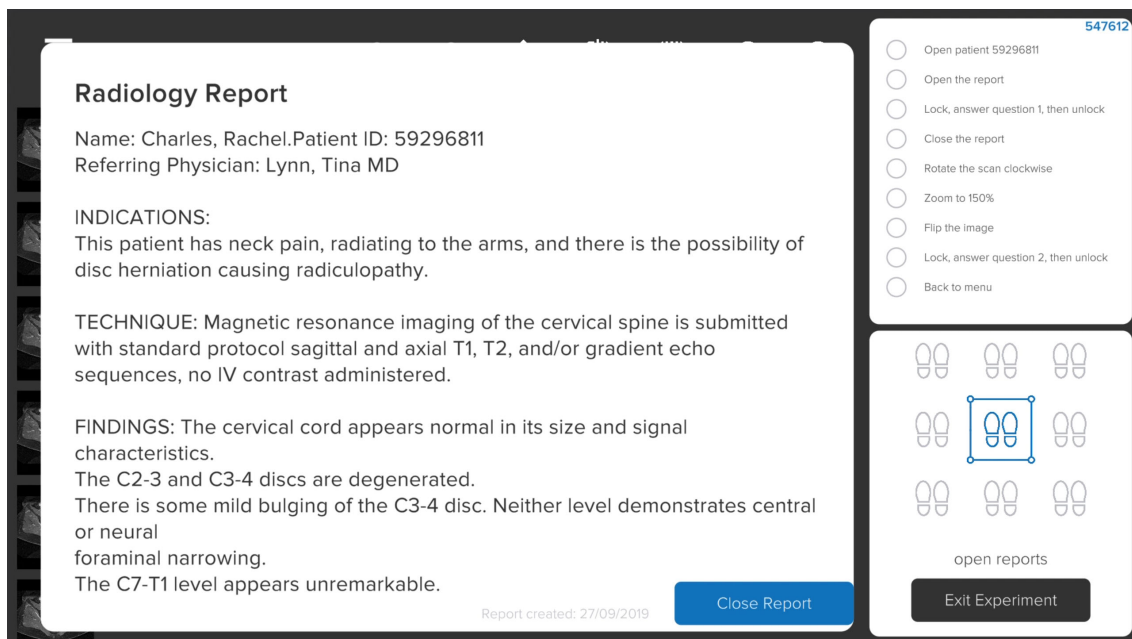 Radiology Report
Name: Charles, Rachel.Patient ID: 59296811
Referring Physician: Lynn, Tina MD
INDICATIONS:
This patient has neck pain, radiating to the arms, and there is the possibility of
disc herniation causing radiculopathy.
TECHNIQUE: Magnetic resonance imaging of the cervical spine is submitted
with standard protocol sagittal and axial T1, T2, and/or gradient echo
sequences, no IV contrast administered.
FINDINGS: The cervical cord appears normal in its size and signal
characteristics.
The C2-3 and C3-4 discs are degenerated.
There is some mild bulging of the C3-4 disc. Neither level demonstrates central
or neural
foraminal narrowing.
The C7-T1 level appears unremarkable.
Report created: 27/09/2019
Close Report
547612
Open patient 59296811
Open the report
Lock, answer question 1, then unlock
Close the report
Rotate the scan clockwise
Zoom to 150%
Flip the image
Lock, answer question 2, then unlock
Back to menu
open reports
Exit Experiment